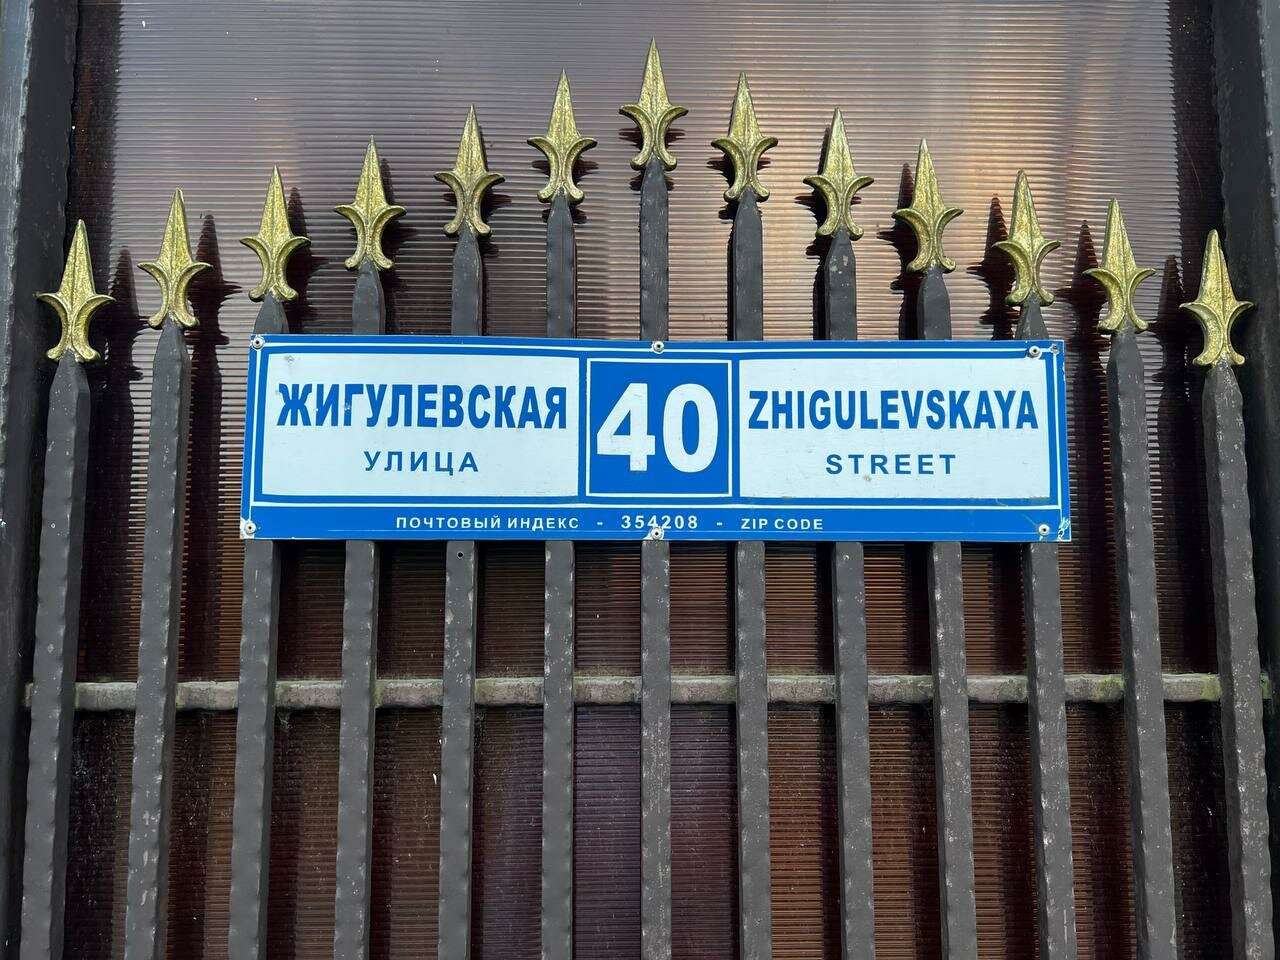 ЖИГУЛЕВСКАЯ
УЛИЦА
40
ZHIGULEVSKAYA
STREET
ПОЧТОВЫЙ ИНДЕКС - 354208 - ZIP CODE